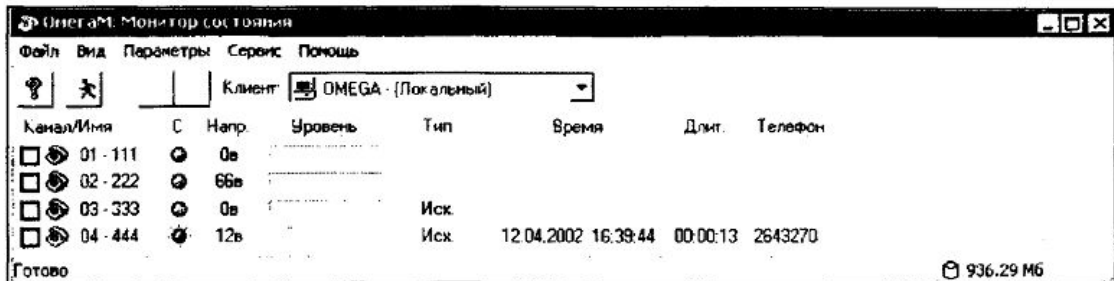 ОмегаМ: Монитор состояния
Файл Вид Параметры Сервис Помощь
Клиент: OMEGA - (Локальный)
Канал/Имя С Напр. Уровень Тип Время Длит. Телефон
01 - 111 0в
02 - 222 66в
03 - 333 0в Исх.
04 - 444 12в Исх. 12.04.2002 16:39:44 00:00:13 2643270
Готово 936.29 Мб